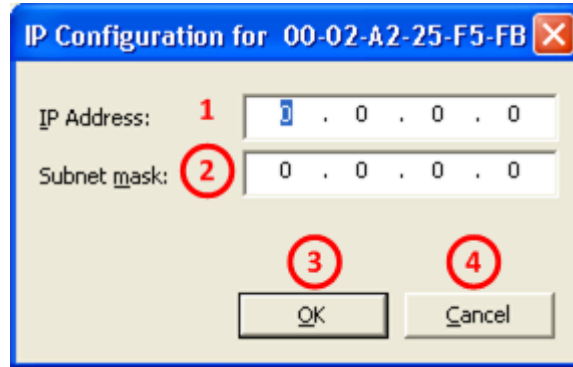 IP Configuration for 00-02-A2-25-F5-FB
IP Address: 1 0 . 0 . 0 . 0
Subnet mask: 2 0 . 0 . 0 . 0
3 4
OK Cancel